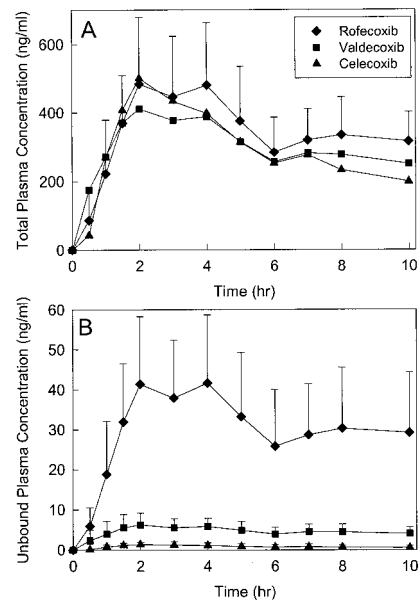 A
Total Plasma Concentration (ng/ml)
600
400
200
0
Rofecoxib
Valdecoxib
Celecoxib
0 2 4 6 8 10
Time (hr)
B
Unbound Plasma Concentration (ng/ml)
60
50
40
30
20
10
0
0 2 4 6 8 10
Time (hr)